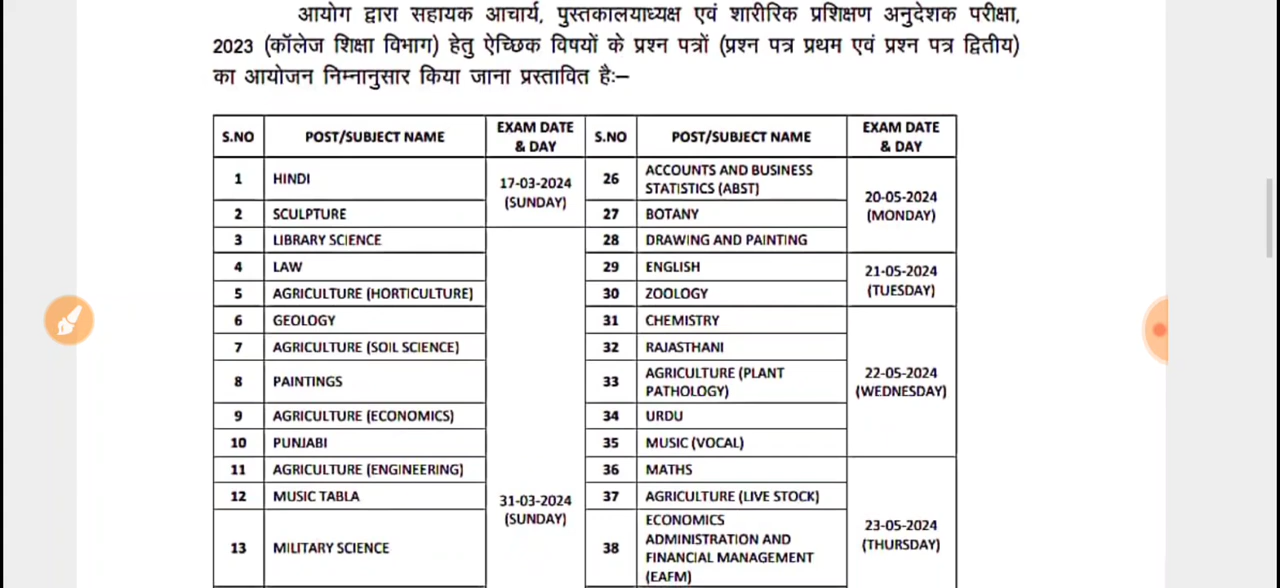 आयोग द्वारा सहायक आचार्य, पुस्तकालयाध्यक्ष एवं शारीरिक प्रशिक्षण अनुदेशक परीक्षा,
2023 (कॉलेज शिक्षा विभाग) हेतु ऐच्छिक विषयों के प्रश्न पत्रों (प्रश्न पत्र प्रथम एवं प्रश्न पत्र द्वितीय)
का आयोजन निम्नानुसार किया जाना प्रस्तावित है:–
S.NO POST/SUBJECT NAME EXAM DATE & DAY S.NO POST/SUBJECT NAME EXAM DATE & DAY
1 HINDI 17-03-2024 (SUNDAY) 26 ACCOUNTS AND BUSINESS STATISTICS (ABST) 20-05-2024 (MONDAY)
2 SCULPTURE 27 BOTANY
3 LIBRARY SCIENCE 28 DRAWING AND PAINTING
4 LAW 29 ENGLISH 21-05-2024 (TUESDAY)
5 AGRICULTURE (HORTICULTURE) 30 ZOOLOGY
6 GEOLOGY 31 CHEMISTRY
7 AGRICULTURE (SOIL SCIENCE) 32 RAJASTHANI
8 PAINTINGS 33 AGRICULTURE (PLANT PATHOLOGY) 22-05-2024 (WEDNESDAY)
9 AGRICULTURE (ECONOMICS) 34 URDU
10 PUNJABI 35 MUSIC (VOCAL)
11 AGRICULTURE (ENGINEERING) 36 MATHS
12 MUSIC TABLA 31-03-2024 (SUNDAY) 37 AGRICULTURE (LIVE STOCK)
13 MILITARY SCIENCE 38 ECONOMICS ADMINISTRATION AND FINANCIAL MANAGEMENT (EAFM) 23-05-2024 (THURSDAY)